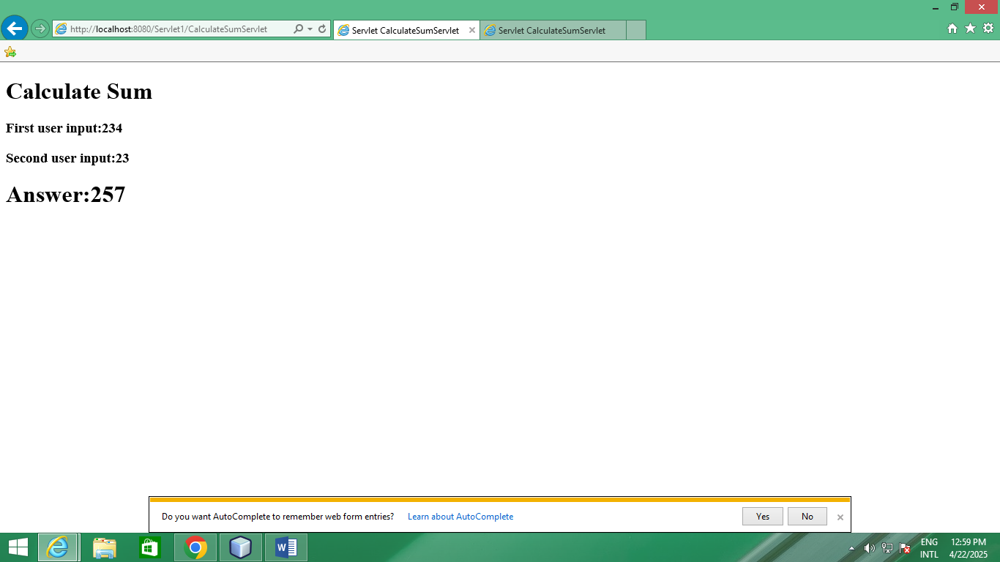 http://localhost:8080/Servlet1/CalculateSumServlet
Servlet CalculateSumServlet
Servlet CalculateSumServlet
Calculate Sum
First user input:234
Second user input:23
Answer:257
Do you want AutoComplete to remember web form entries? Learn about AutoComplete Yes No
ENG 12:59 PM
INTL 4/22/2025